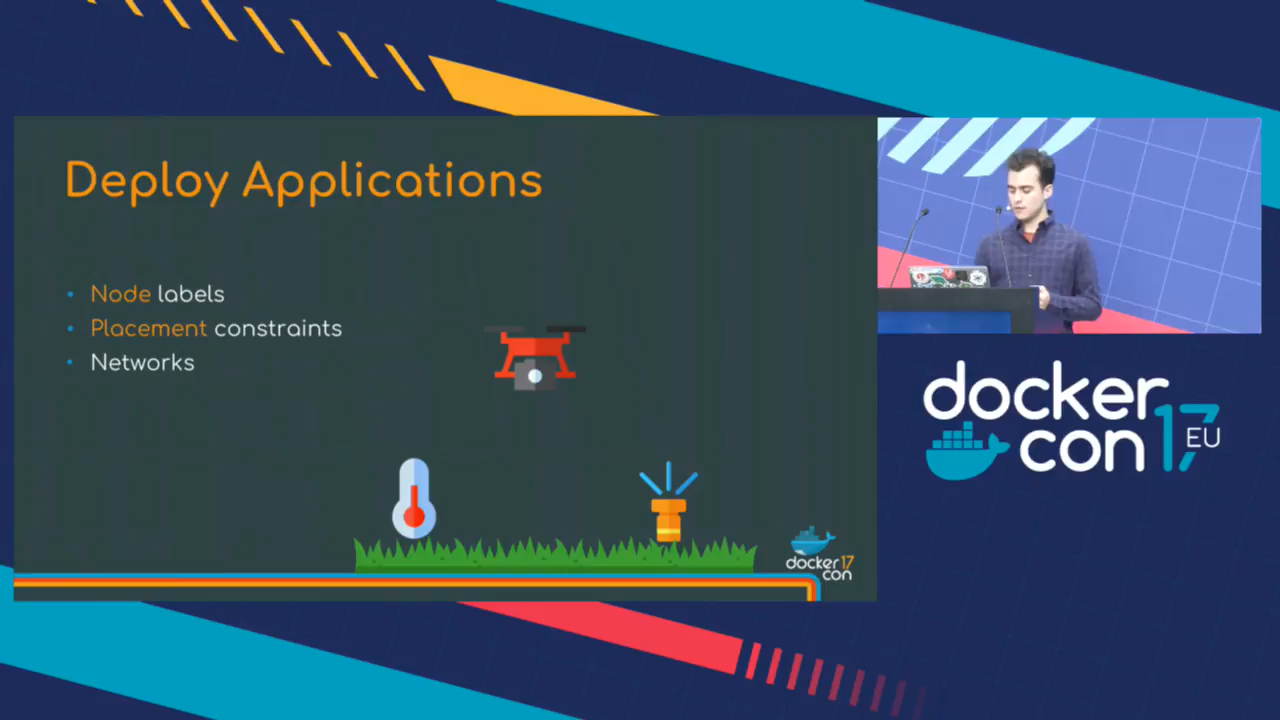 Deploy Applications
• Node labels
• Placement constraints
• Networks
docker 17
con
docker
con 17 EU